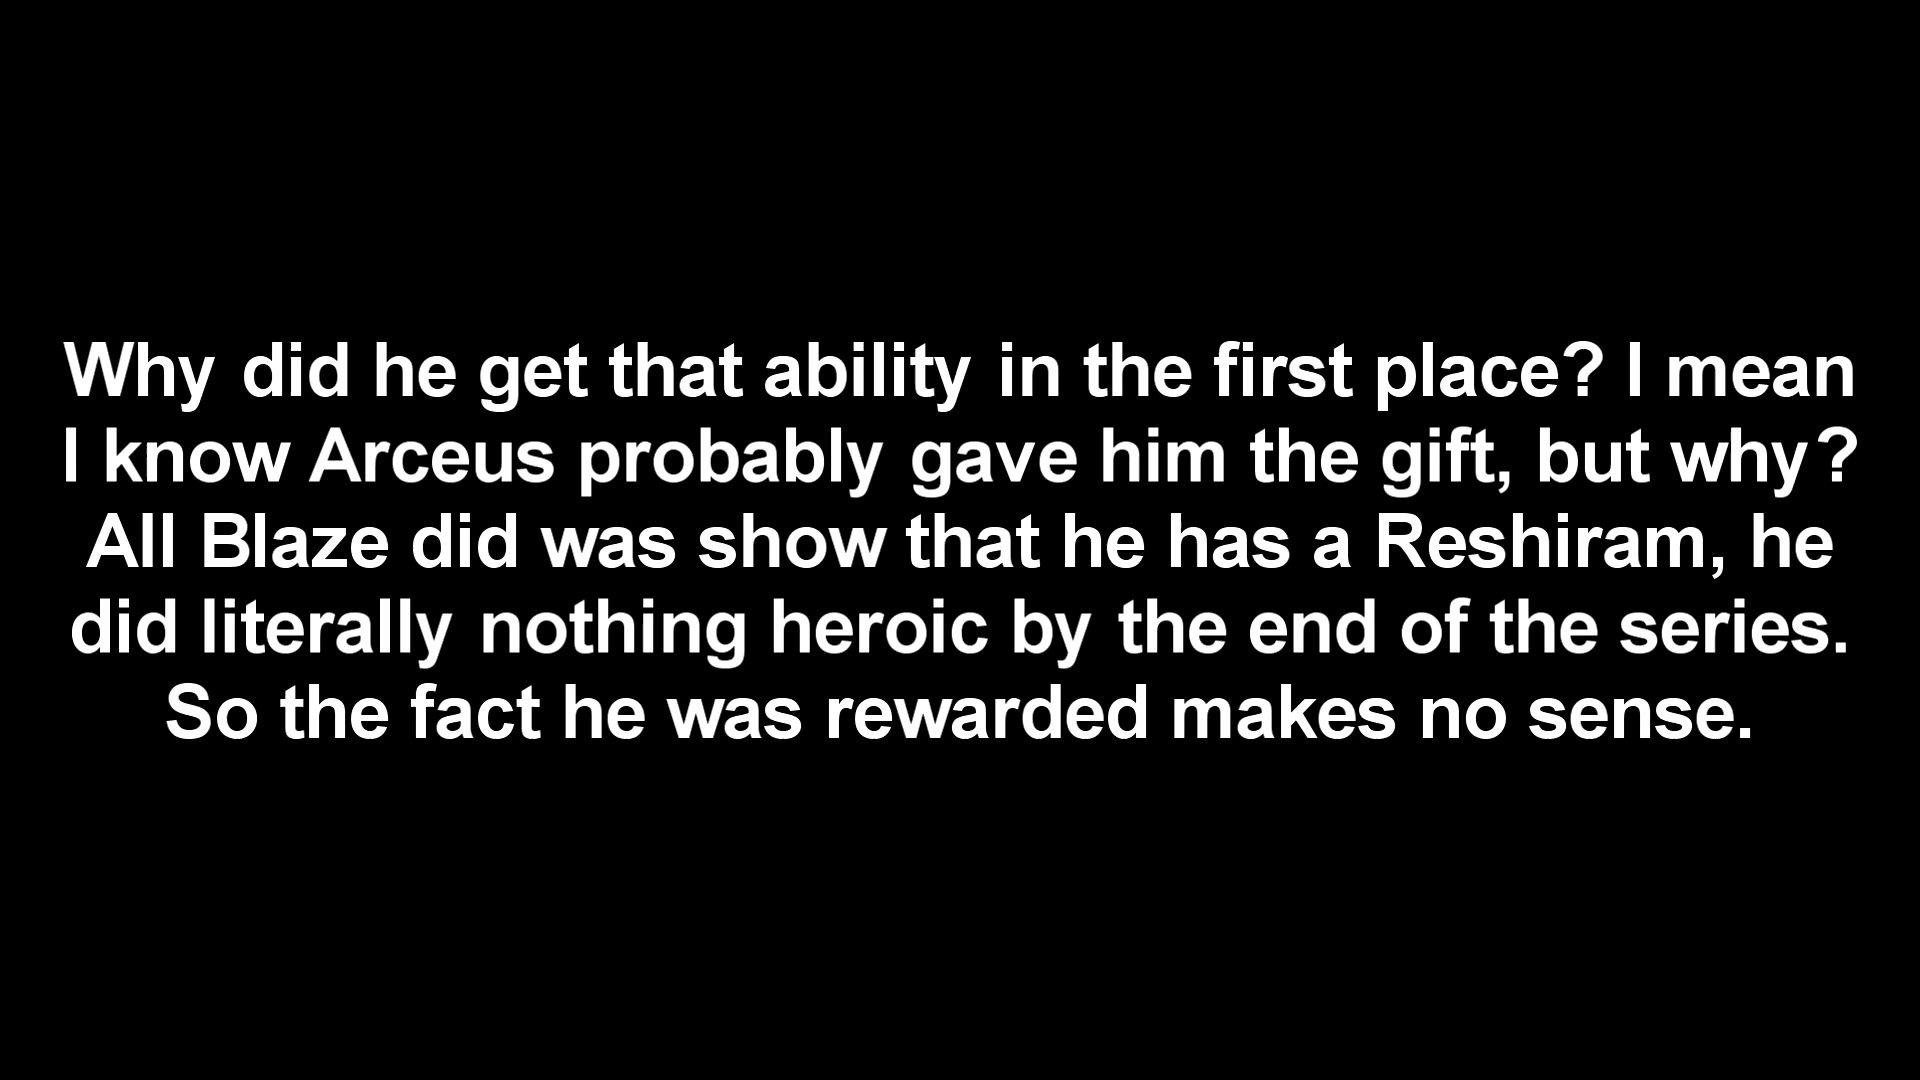 Why did he get that ability in the first place? I mean
I know Arceus probably gave him the gift, but why?
All Blaze did was show that he has a Reshiram, he
did literally nothing heroic by the end of the series.
So the fact he was rewarded makes no sense.